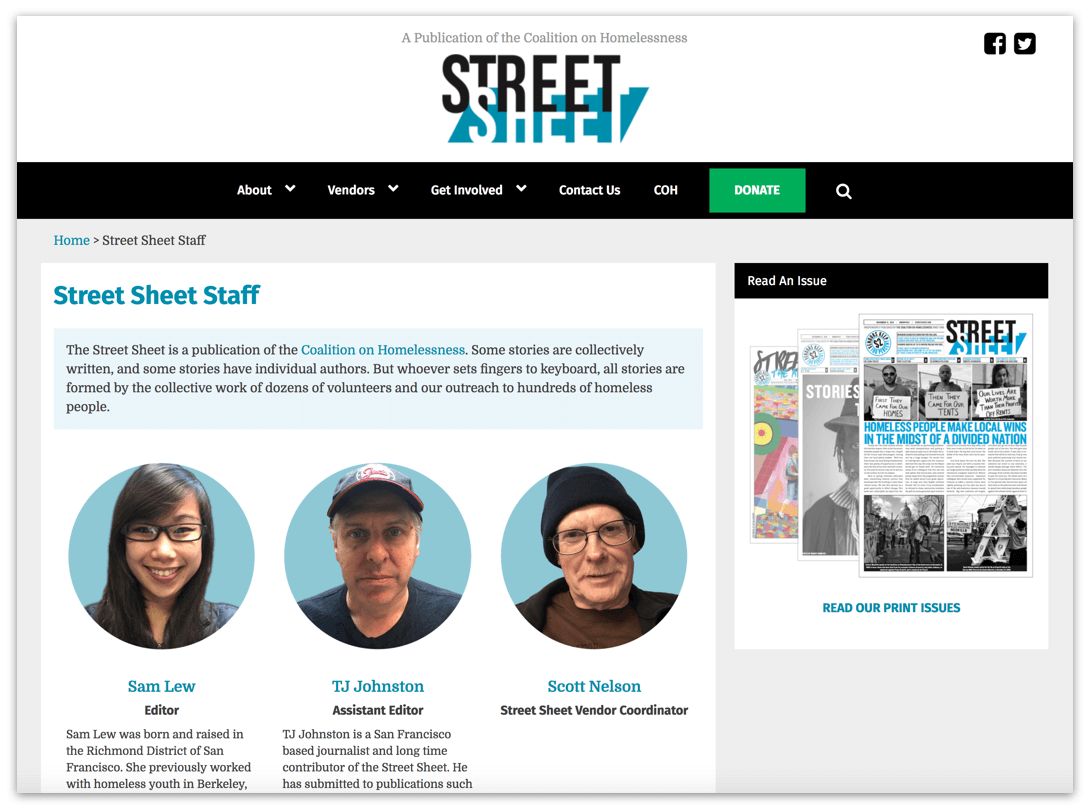 A Publication of the Coalition on Homelessness
STREET
SHEET
About
Vendors
Get Involved
Contact Us
COH
DONATE
Home > Street Sheet Staff
Street Sheet Staff
The Street Sheet is a publication of the Coalition on Homelessness. Some stories are collectively
written, and some stories have individual authors. But whoever sets fingers to keyboard, all stories are
formed by the collective work of dozens of volunteers and our outreach to hundreds of homeless
people.
Sam Lew
Editor
Sam Lew was born and raised in
the Richmond District of San
Francisco. She previously worked
with homeless youth in Berkeley,
TJ Johnston
Assistant Editor
TJ Johnston is a San Francisco
based journalist and long time
contributor of the Street Sheet. He
has submitted to publications such
Scott Nelson
Street Sheet Vendor Coordinator
Read An Issue
STREET
SHEET
STORIES
FIRST THEY
CAME FOR OUR
HOMES
THEN THEY
CAME FOR OUR
TENTS
OUR LIVES ARE
WORTH MORE
THAN THEIR PROFITS
OFF RENTS
HOMELESS PEOPLE MAKE LOCAL WINS
IN THE MIDST OF A DIVIDED NATION
READ OUR PRINT ISSUES